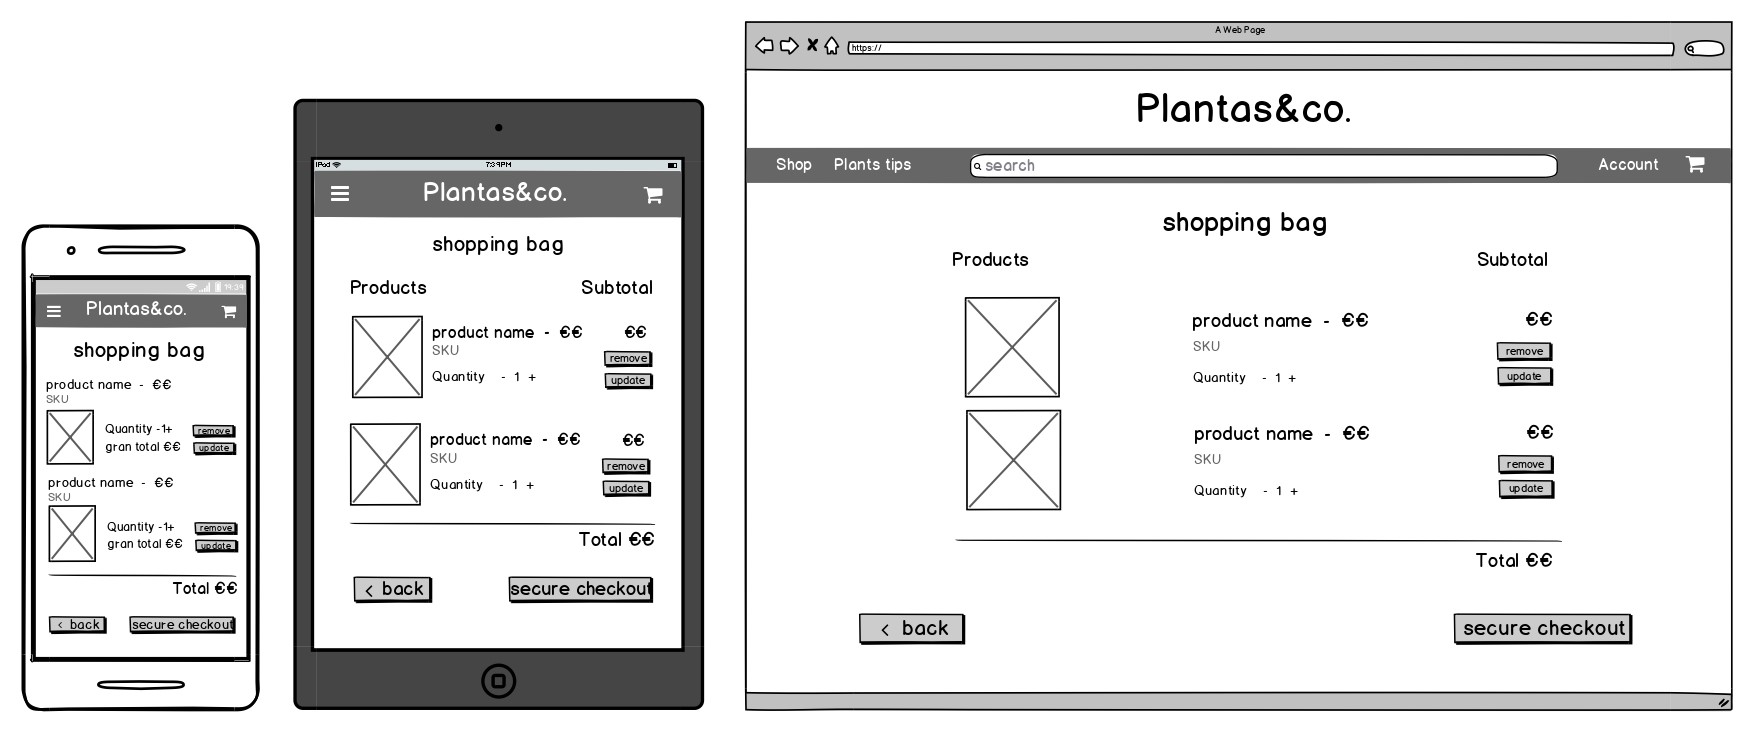 14:39
Plantas&co.
shopping bag
product name - €€
SKU
Quantity -1+
remove
gran total €€
update
product name - €€
SKU
Quantity -1+
remove
gran total €€
update
Total €€
< back
secure checkout
iPad
7:39PM
Plantas&co.
shopping bag
Products
Subtotal
product name - €€
€€
SKU
remove
Quantity - 1 +
update
product name - €€
€€
SKU
remove
Quantity - 1 +
update
Total €€
< back
secure checkout
A Web Page
https://
Plantas&co.
Shop
Plants tips
search
Account
shopping bag
Products
Subtotal
product name - €€
€€
SKU
remove
Quantity - 1 +
update
product name - €€
€€
SKU
remove
Quantity - 1 +
update
Total €€
< back
secure checkout